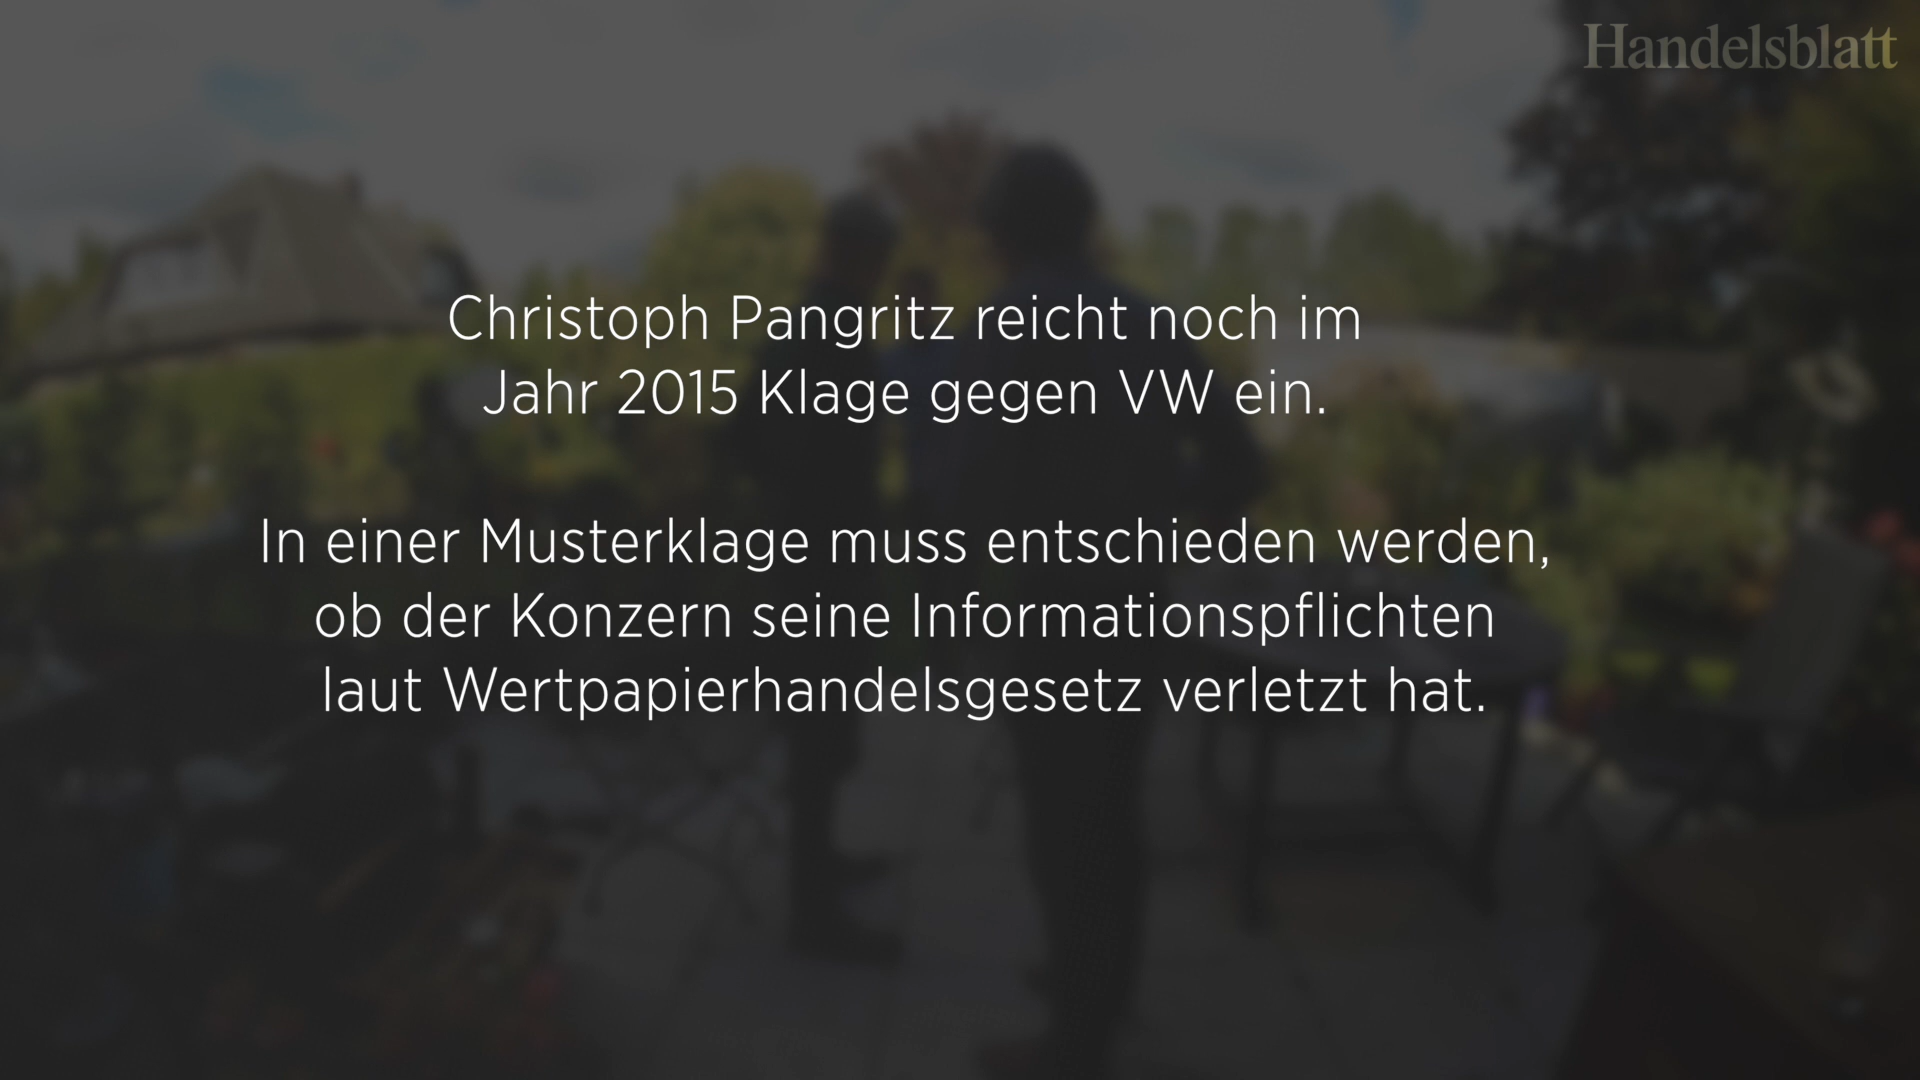 Handelsblatt
Christoph Pangritz reicht noch im
Jahr 2015 Klage gegen VW ein.
In einer Musterklage muss entschieden werden,
ob der Konzern seine Informationspflichten
laut Wertpapierhandelsgesetz verletzt hat.